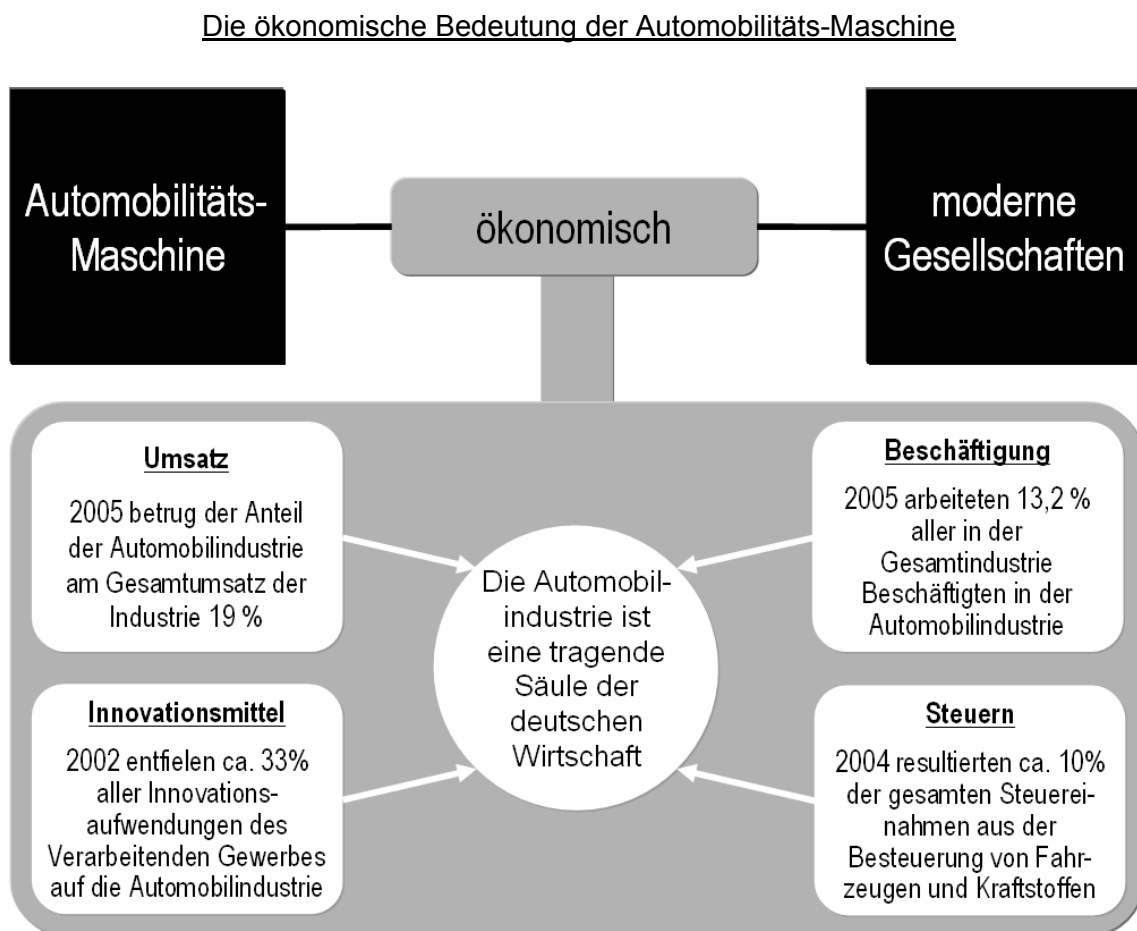 Die ökonomische Bedeutung der Automobilitäts-Maschine
Automobilitäts-
Maschine
ökonomisch
moderne
Gesellschaften
Umsatz
2005 betrug der Anteil
der Automobilindustrie
am Gesamtumsatz der
Industrie 19 %
Beschäftigung
2005 arbeiteten 13,2 %
aller in der
Gesamtindustrie
Beschäftigten in der
Automobilindustrie
Die Automobil-
industrie ist
eine tragende
Säule der
deutschen
Wirtschaft
Innovationsmittel
2002 entfielen ca. 33%
aller Innovations-
aufwendungen des
Verarbeitenden Gewerbes
auf die Automobilindustrie
Steuern
2004 resultierten ca. 10%
der gesamten Steuerei-
nahmen aus der
Besteuerung von Fahr-
zeugen und Kraftstoffen